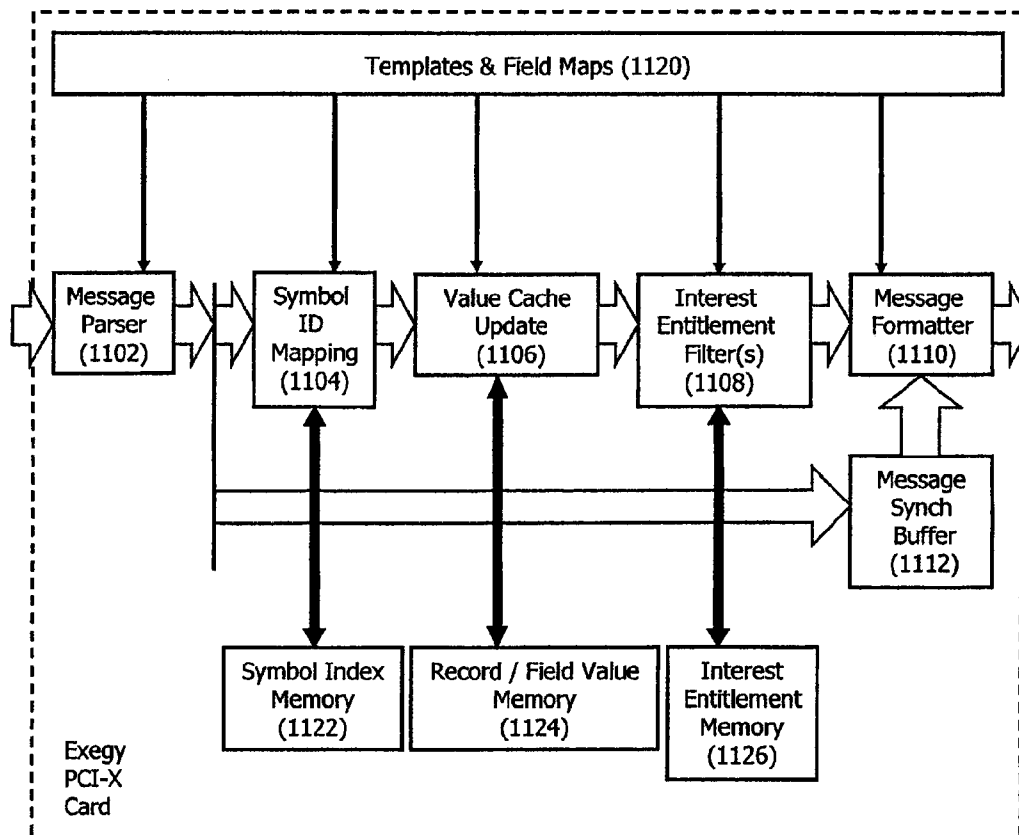 Templates & Field Maps (1120)
Message
Parser
(1102)
Symbol
ID
Mapping
(1104)
Value Cache
Update
(1106)
Interest
Entitlement
Filter(s)
(1108)
Message
Formatter
(1110)
Message
Synch
Buffer
(1112)
Symbol Index
Memory
(1122)
Record / Field Value
Memory
(1124)
Interest
Entitlement
Memory
(1126)
Exegy
PCI-X
Card